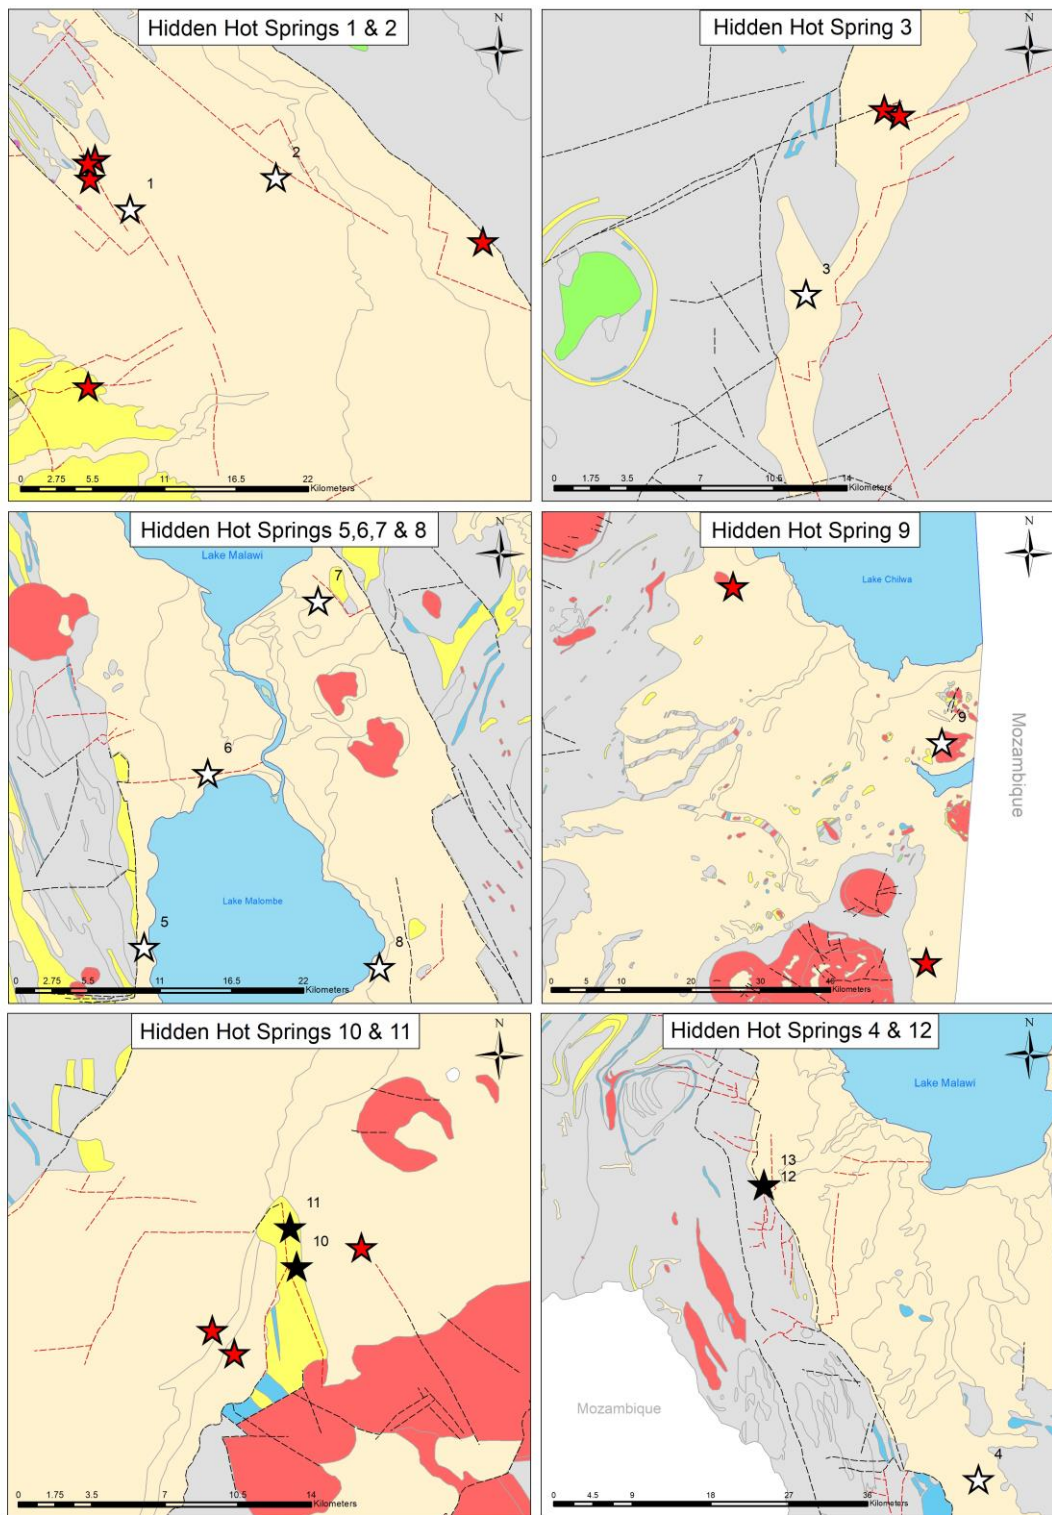 Hidden Hot Springs 1 & 2
N
1
2
0 2.75 5.5 11 16.5 22
Kilometers
Hidden Hot Spring 3
N
3
0 1.75 3.5 7 10.5 14
Kilometers
Hidden Hot Springs 5,6,7 & 8
N
Lake Malawi
7
6
Lake Malombe
5
8
0 2.75 5.5 11 16.5 22
Kilometers
Hidden Hot Spring 9
N
Lake Chilwa
9
Mozambique
0 5 10 20 30 40
Kilometers
Hidden Hot Springs 10 & 11
N
11
10
0 1.75 3.5 7 10.5 14
Kilometers
Hidden Hot Springs 4 & 12
N
Lake Malawi
13
12
Mozambique
4
0 4.5 9 18 27 36
Kilometers